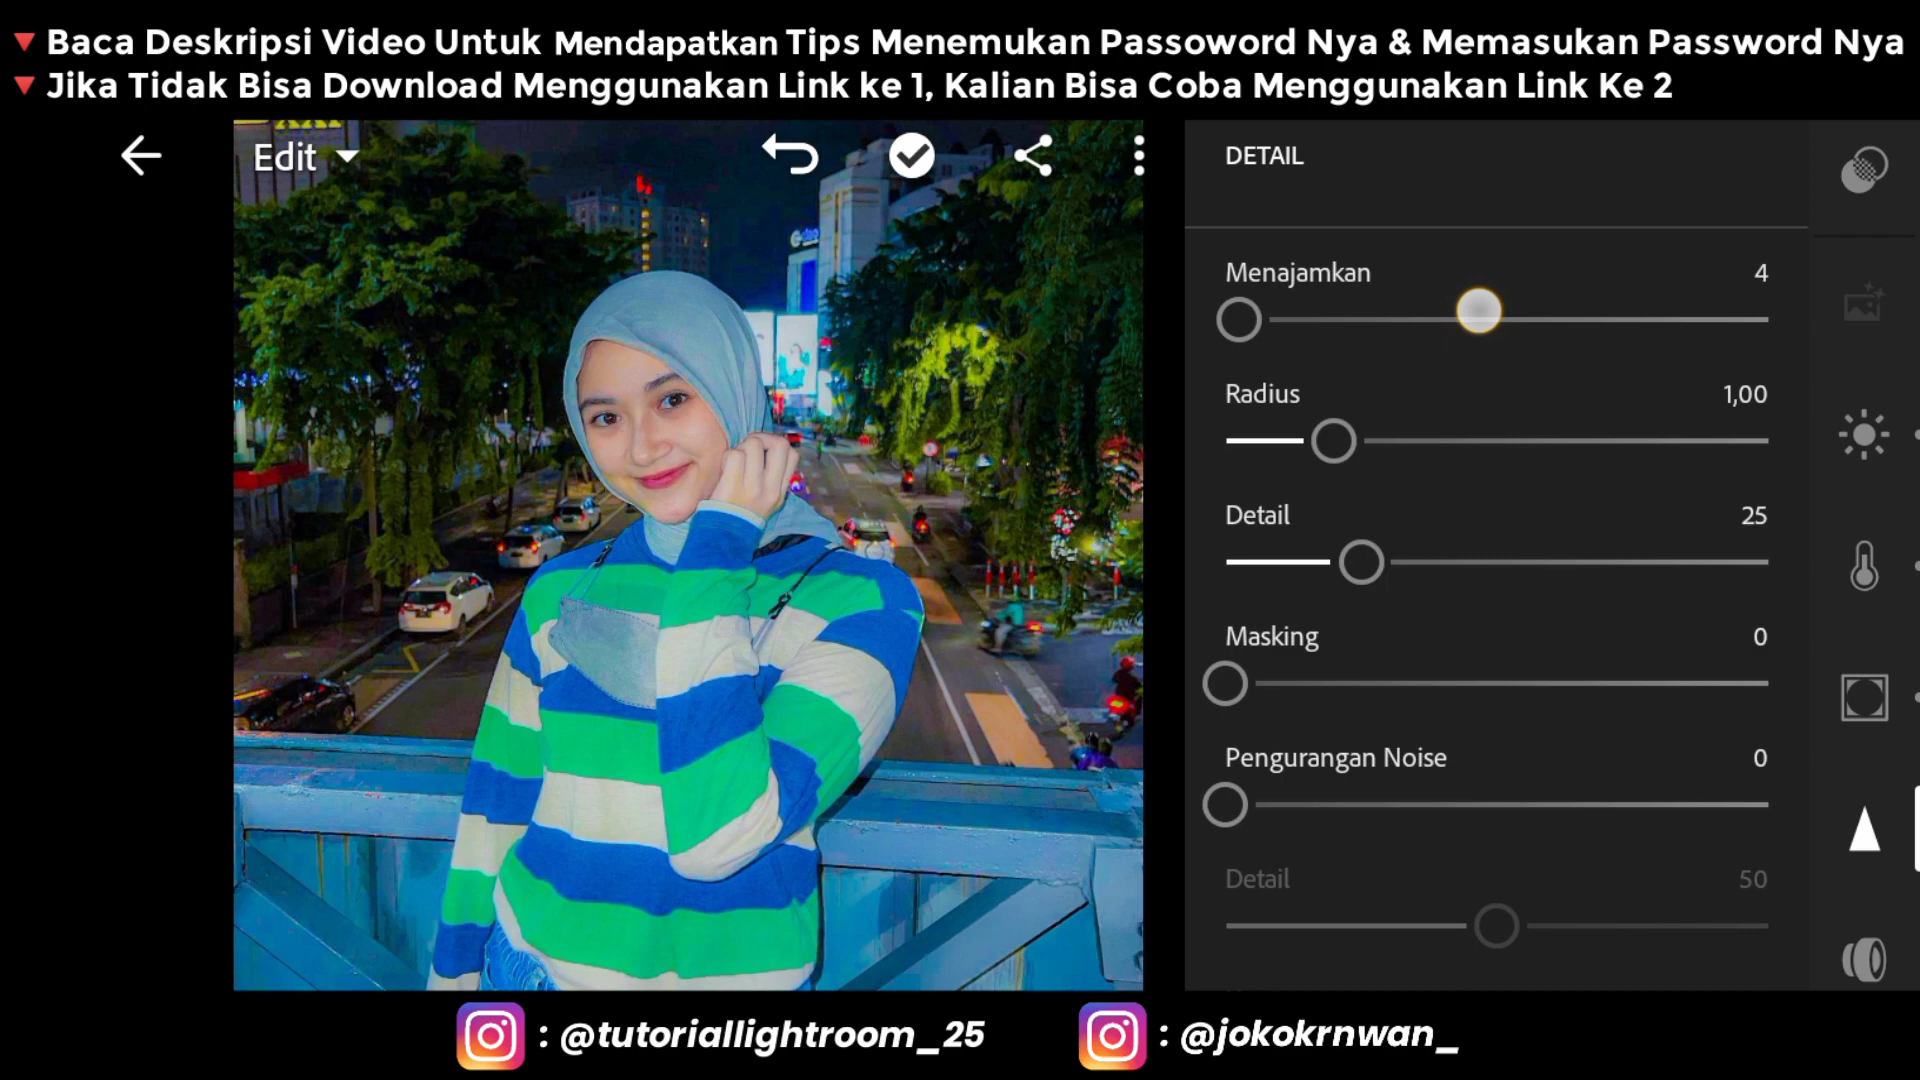 Baca Deskripsi Video Untuk Mendapatkan Tips Menemukan Passoword Nya & Memasukan Password Nya
Jika Tidak Bisa Download Menggunakan Link ke 1, Kalian Bisa Coba Menggunakan Link Ke 2
Edit
DETAIL
Menajamkan 4
Radius 1,00
Detail 25
Masking 0
Pengurangan Noise 0
Detail 50
: @tutoriallightroom_25
: @jokokrnwan_